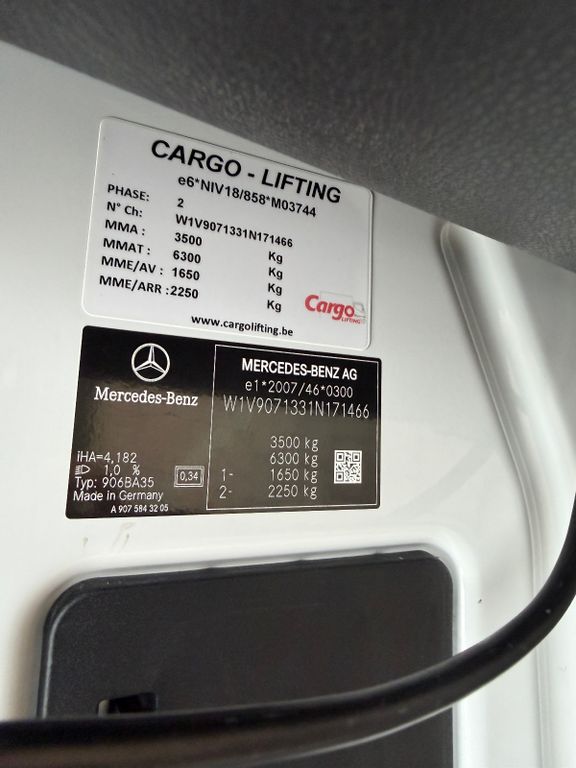 CARGO - LIFTING
e6*NIV18/858*M03744
PHASE: 2
N° Ch: W1V9071331N171466
MMA : 3500 Kg
MMAT : 6300 Kg
MME/AV : 1650 Kg
MME/ARR : 2250 Kg
Cargo
LIFTING
www.cargolifting.be
Mercedes-Benz
iHA=4,182
1,0 %
Typ: 906BA35
Made in Germany
0,34
A 907 584 32 05
MERCEDES-BENZ AG
e1*2007/46*0300
W1V9071331N171466
3500 kg
6300 kg
1- 1650 kg
2- 2250 kg